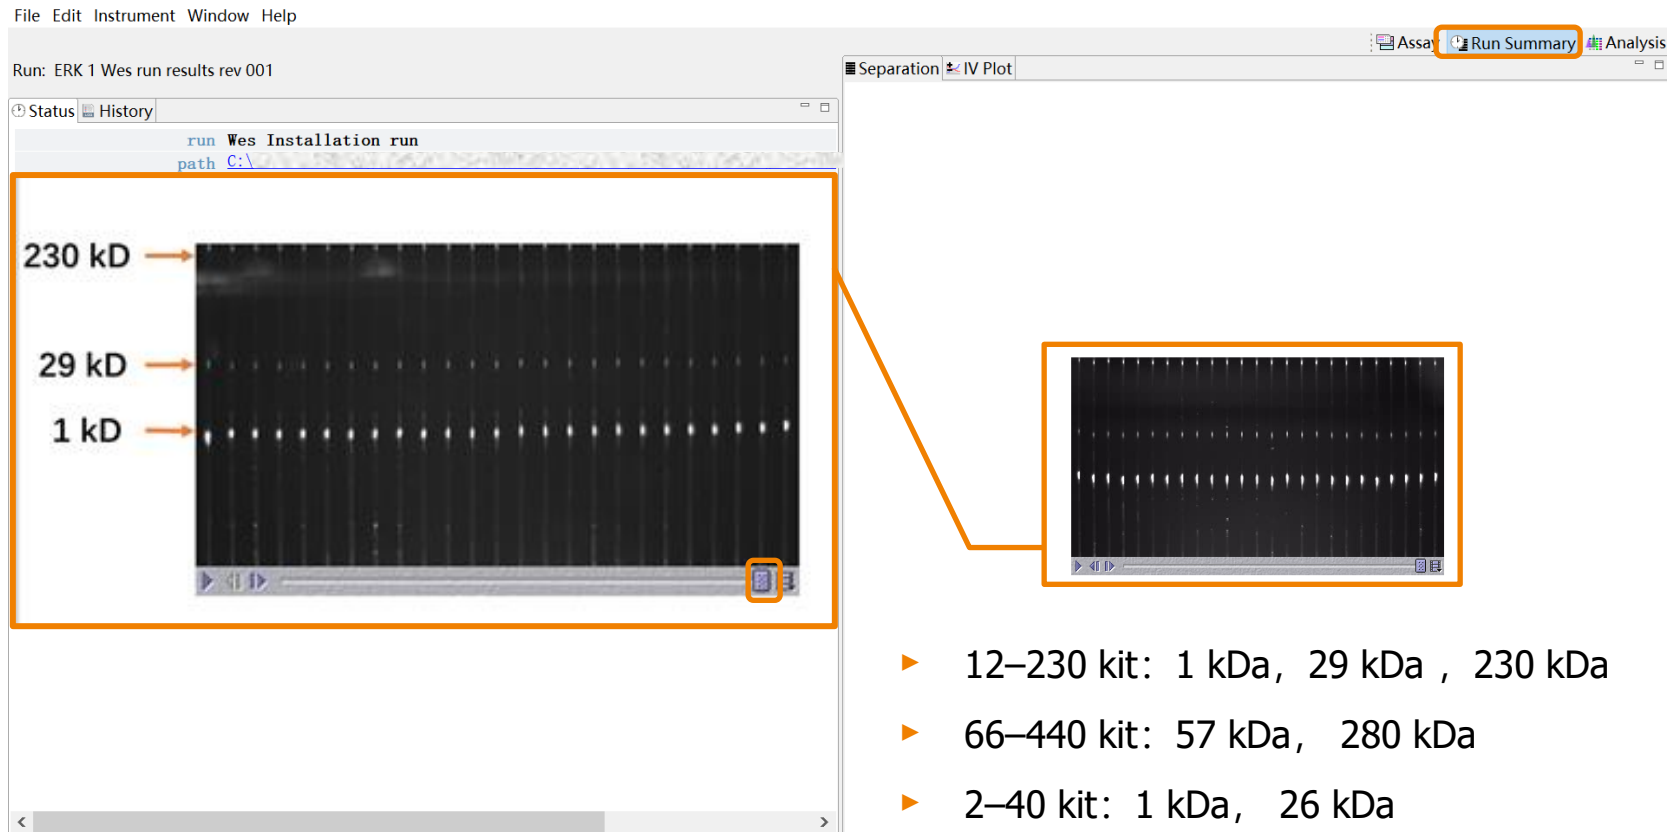 File Edit Instrument Window Help
Assay Run Summary Analysis
Run: ERK 1 Wes run results rev 001
Separation IV Plot
Status History
run Wes Installation run
path C:\
230 kD
29 kD
1 kD
12–230 kit：1 kDa，29 kDa ，230 kDa
66–440 kit：57 kDa， 280 kDa
2–40 kit：1 kDa， 26 kDa